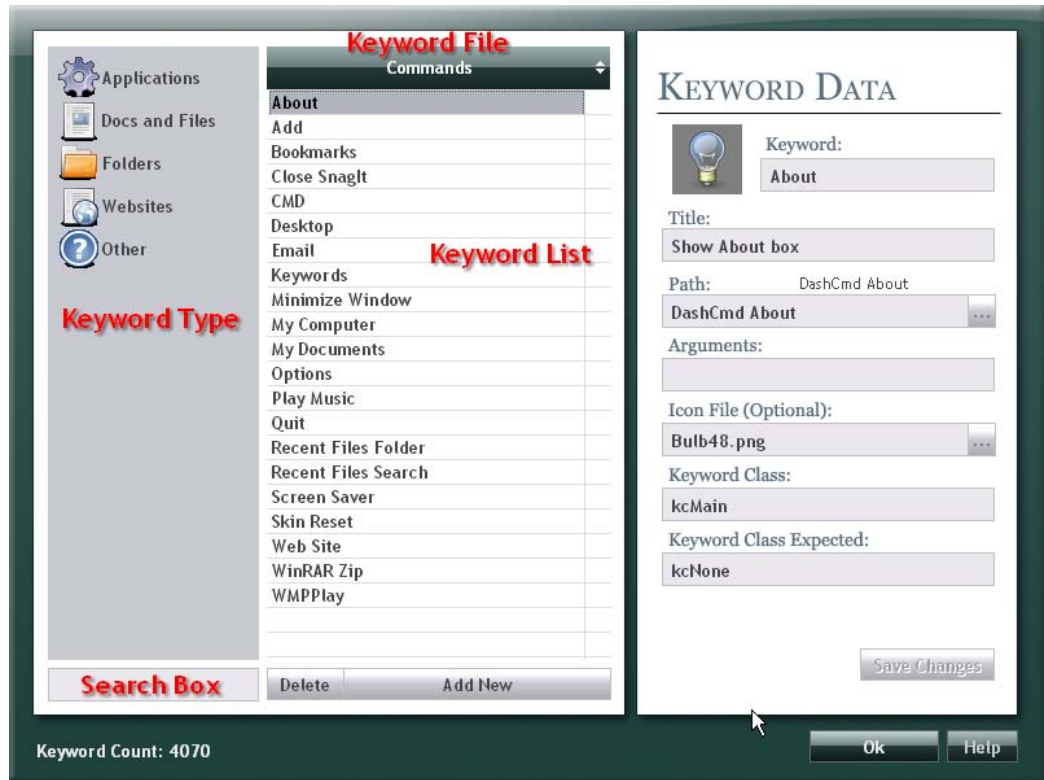 Keyword File
Commands
Applications
Docs and Files
Folders
Websites
Other
Keyword Type
Search Box
About
Add
Bookmarks
Close SnagIt
CMD
Desktop
Email
Keyword List
Keywords
Minimize Window
My Computer
My Documents
Options
Play Music
Quit
Recent Files Folder
Recent Files Search
Screen Saver
Skin Reset
Web Site
WinRAR Zip
WMPPlay
Delete
Add New
KEYWORD DATA
Keyword:
About
Title:
Show About box
Path: DashCmd About
DashCmd About
...
Arguments:
Icon File (Optional):
Bulb48.png
...
Keyword Class:
kcMain
Keyword Class Expected:
kcNone
Save Changes
Keyword Count: 4070
Ok
Help